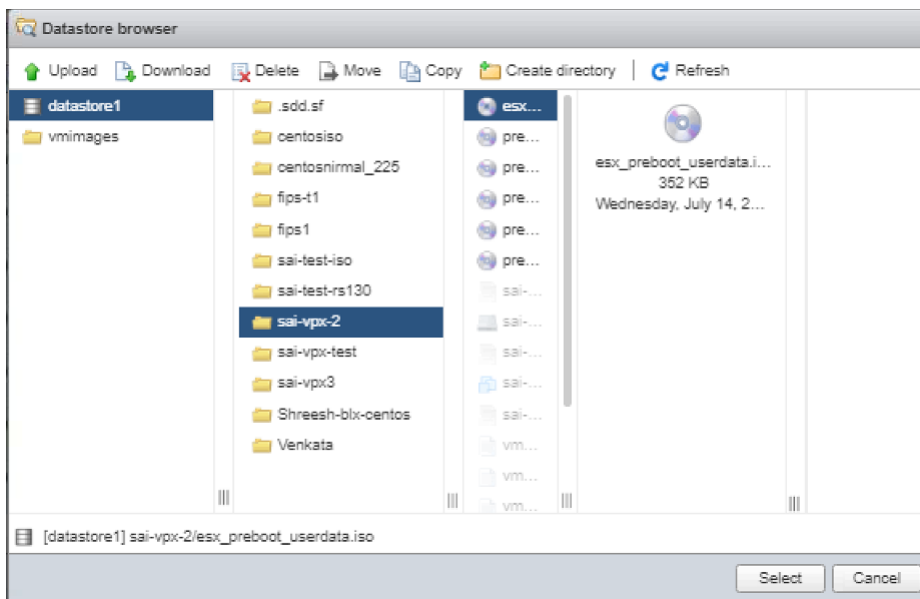 Datastore browser
Upload Download Delete Move Copy Create directory Refresh
datastore1
vmimages
.sdd.sf
centosiso
centosnirmal_225
fips-t1
fips1
sai-test-iso
sai-test-rs130
sai-vpx-2
sai-vpx-test
sai-vpx3
Shreesh-blx-centos
Venkata
esx...
pre...
pre...
pre...
pre...
pre...
sai-...
sai-...
sai-...
sai-...
sai-...
vm...
vm...
vm...
esx_preboot_userdata.i...
352 KB
Wednesday, July 14, 2...
[datastore1] sai-vpx-2/esx_preboot_userdata.iso
Select Cancel